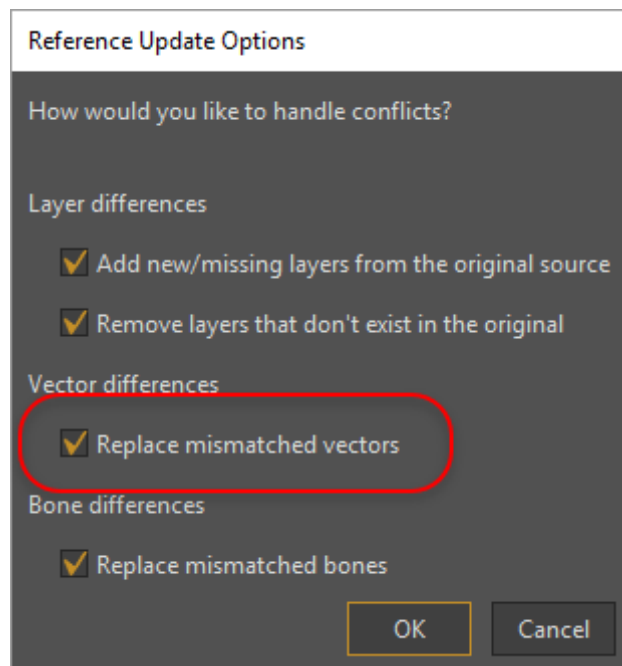 Reference Update Options
How would you like to handle conflicts?
Layer differences
Add new/missing layers from the original source
Remove layers that don't exist in the original
Vector differences
Replace mismatched vectors
Bone differences
Replace mismatched bones
OK
Cancel